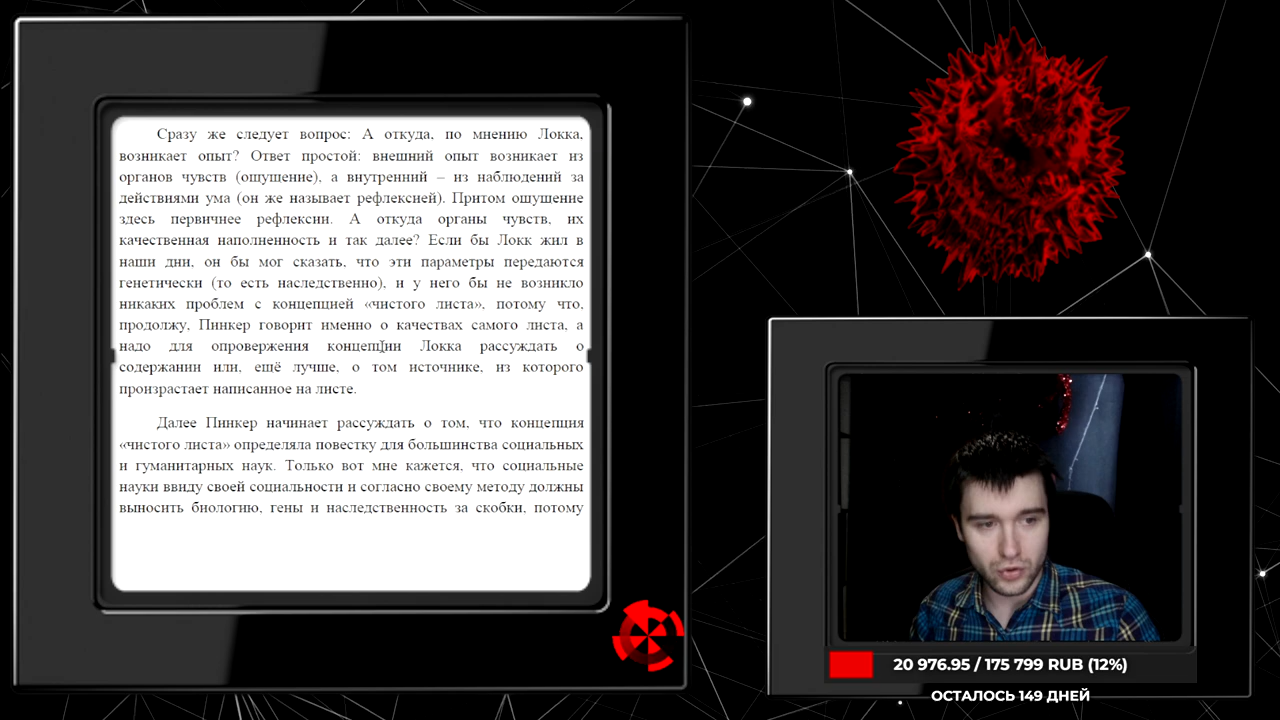 Сразу же следует вопрос: А откуда, по мнению Локка,
возникает опыт? Ответ простой: внешний опыт возникает из
органов чувств (ощущение), а внутренний – из наблюдений за
действиями ума (он же называет рефлексией). Притом ощущение
здесь первичнее рефлексии. А откуда органы чувств, их
качественная наполненность и так далее? Если бы Локк жил в
наши дни, он бы мог сказать, что эти параметры передаются
генетически (то есть наследственно), и у него бы не возникло
никаких проблем с концепцией «чистого листа», потому что,
продолжу, Пинкер говорит именно о качествах самого листа, а
надо для опровержения концепции Локка рассуждать о
содержании или, ещё лучше, о том источнике, из которого
произрастает написанное на листе.
Далее Пинкер начинает рассуждать о том, что концепция
«чистого листа» определяла повестку для большинства социальных
и гуманитарных наук. Только вот мне кажется, что социальные
науки ввиду своей социальности и согласно своему методу должны
выносить биологию, гены и наследственность за скобки, потому
20 976.95 / 175 799 RUB (12%)
ОСТАЛОСЬ 149 ДНЕЙ